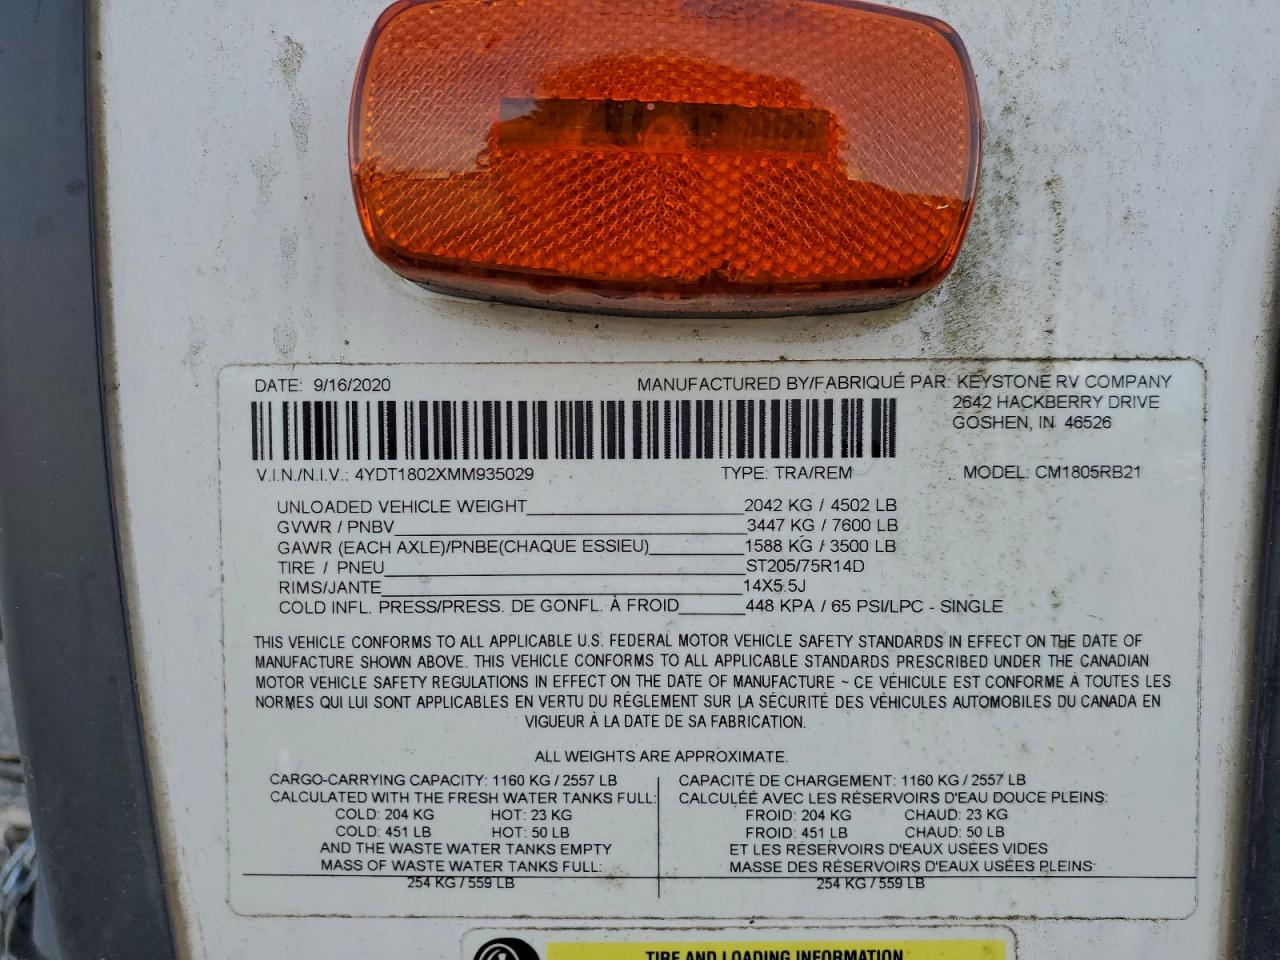 DATE: 9/16/2020
MANUFACTURED BY/FABRIQUÉ PAR: KEYSTONE RV COMPANY
2642 HACKBERRY DRIVE
GOSHEN, IN 46526
V.I.N./N.I.V.: 4YDT1802XMM935029 TYPE: TRA/REM MODEL: CM1805RB21
UNLOADED VEHICLE WEIGHT 2042 KG / 4502 LB
GVWR / PNBV 3447 KG / 7600 LB
GAWR (EACH AXLE)/PNBE(CHAQUE ESSIEU) 1588 KG / 3500 LB
TIRE / PNEU ST205/75R14D
RIMS/JANTE 14X5.5J
COLD INFL. PRESS/PRESS. DE GONFL. À FROID 448 KPA / 65 PSI/LPC - SINGLE
THIS VEHICLE CONFORMS TO ALL APPLICABLE U.S. FEDERAL MOTOR VEHICLE SAFETY STANDARDS IN EFFECT ON THE DATE OF
MANUFACTURE SHOWN ABOVE. THIS VEHICLE CONFORMS TO ALL APPLICABLE STANDARDS PRESCRIBED UNDER THE CANADIAN
MOTOR VEHICLE SAFETY REGULATIONS IN EFFECT ON THE DATE OF MANUFACTURE ~ CE VÉHICULE EST CONFORME À TOUTES LES
NORMES QUI LUI SONT APPLICABLES EN VERTU DU RÉGLEMENT SUR LA SÉCURITÉ DES VÉHICULES AUTOMOBILES DU CANADA EN
VIGUEUR À LA DATE DE SA FABRICATION.
ALL WEIGHTS ARE APPROXIMATE.
CARGO-CARRYING CAPACITY: 1160 KG / 2557 LB
CALCULATED WITH THE FRESH WATER TANKS FULL:
COLD: 204 KG HOT: 23 KG
COLD: 451 LB HOT: 50 LB
AND THE WASTE WATER TANKS EMPTY
MASS OF WASTE WATER TANKS FULL:
254 KG / 559 LB
CAPACITÉ DE CHARGEMENT: 1160 KG / 2557 LB
CALCULÉE AVEC LES RÉSERVOIRS D'EAU DOUCE PLEINS:
FROID: 204 KG CHAUD: 23 KG
FROID: 451 LB CHAUD: 50 LB
ET LES RÉSERVOIRS D'EAUX USÉES VIDES
MASSE DES RÉSERVOIRS D'EAUX USÉES PLEINS:
254 KG / 559 LB
TIRE AND LOADING INFORMATION